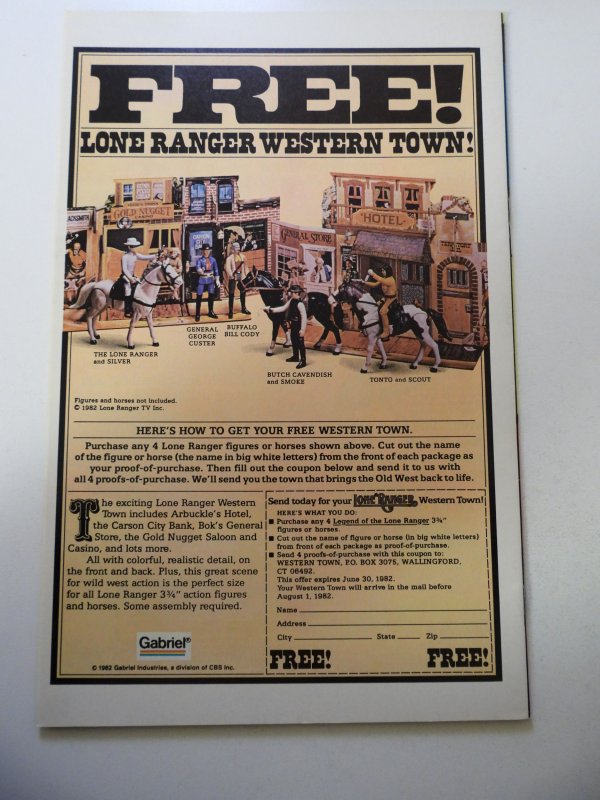 FREE!
LONE RANGER WESTERN TOWN!
GOLD NUGGET
HOTEL
GENERAL STORE
THE LONE RANGER
and SILVER
GENERAL
GEORGE
CUSTER
BUFFALO
BILL CODY
BUTCH CAVENDISH
and SMOKE
TONTO and SCOUT
Figures and horses not included.
© 1982 Lone Ranger TV Inc.
HERE'S HOW TO GET YOUR FREE WESTERN TOWN.
Purchase any 4 Lone Ranger figures or horses shown above. Cut out the name
of the figure or horse (the name in big white letters) from the front of each package as
your proof-of-purchase. Then fill out the coupon below and send it to us with
all 4 proofs-of-purchase. We'll send you the town that brings the Old West back to life.
The exciting Lone Ranger Western
Town includes Arbuckle's Hotel,
the Carson City Bank, Bok's General
Store, the Gold Nugget Saloon and
Casino, and lots more.
All with colorful, realistic detail, on
the front and back. Plus, this great scene
for wild west action is the perfect size
for all Lone Ranger 3¾" action figures
and horses. Some assembly required.
Gabriel®
© 1982 Gabriel Industries, a division of CBS Inc.
Send today for your LONE RANGER Western Town!
HERE'S WHAT YOU DO:
■ Purchase any 4 Legend of the Lone Ranger 3¾"
figures or horses.
■ Cut out the name of figure or horse (in big white letters)
from front of each package as proof-of-purchase.
■ Send 4 proofs-of-purchase with this coupon to:
WESTERN TOWN, P.O. BOX 3075, WALLINGFORD,
CT 06492.
This offer expires June 30, 1982.
Your Western Town will arrive in the mail before
August 1, 1982.
Name
Address
City State Zip
FREE! FREE!